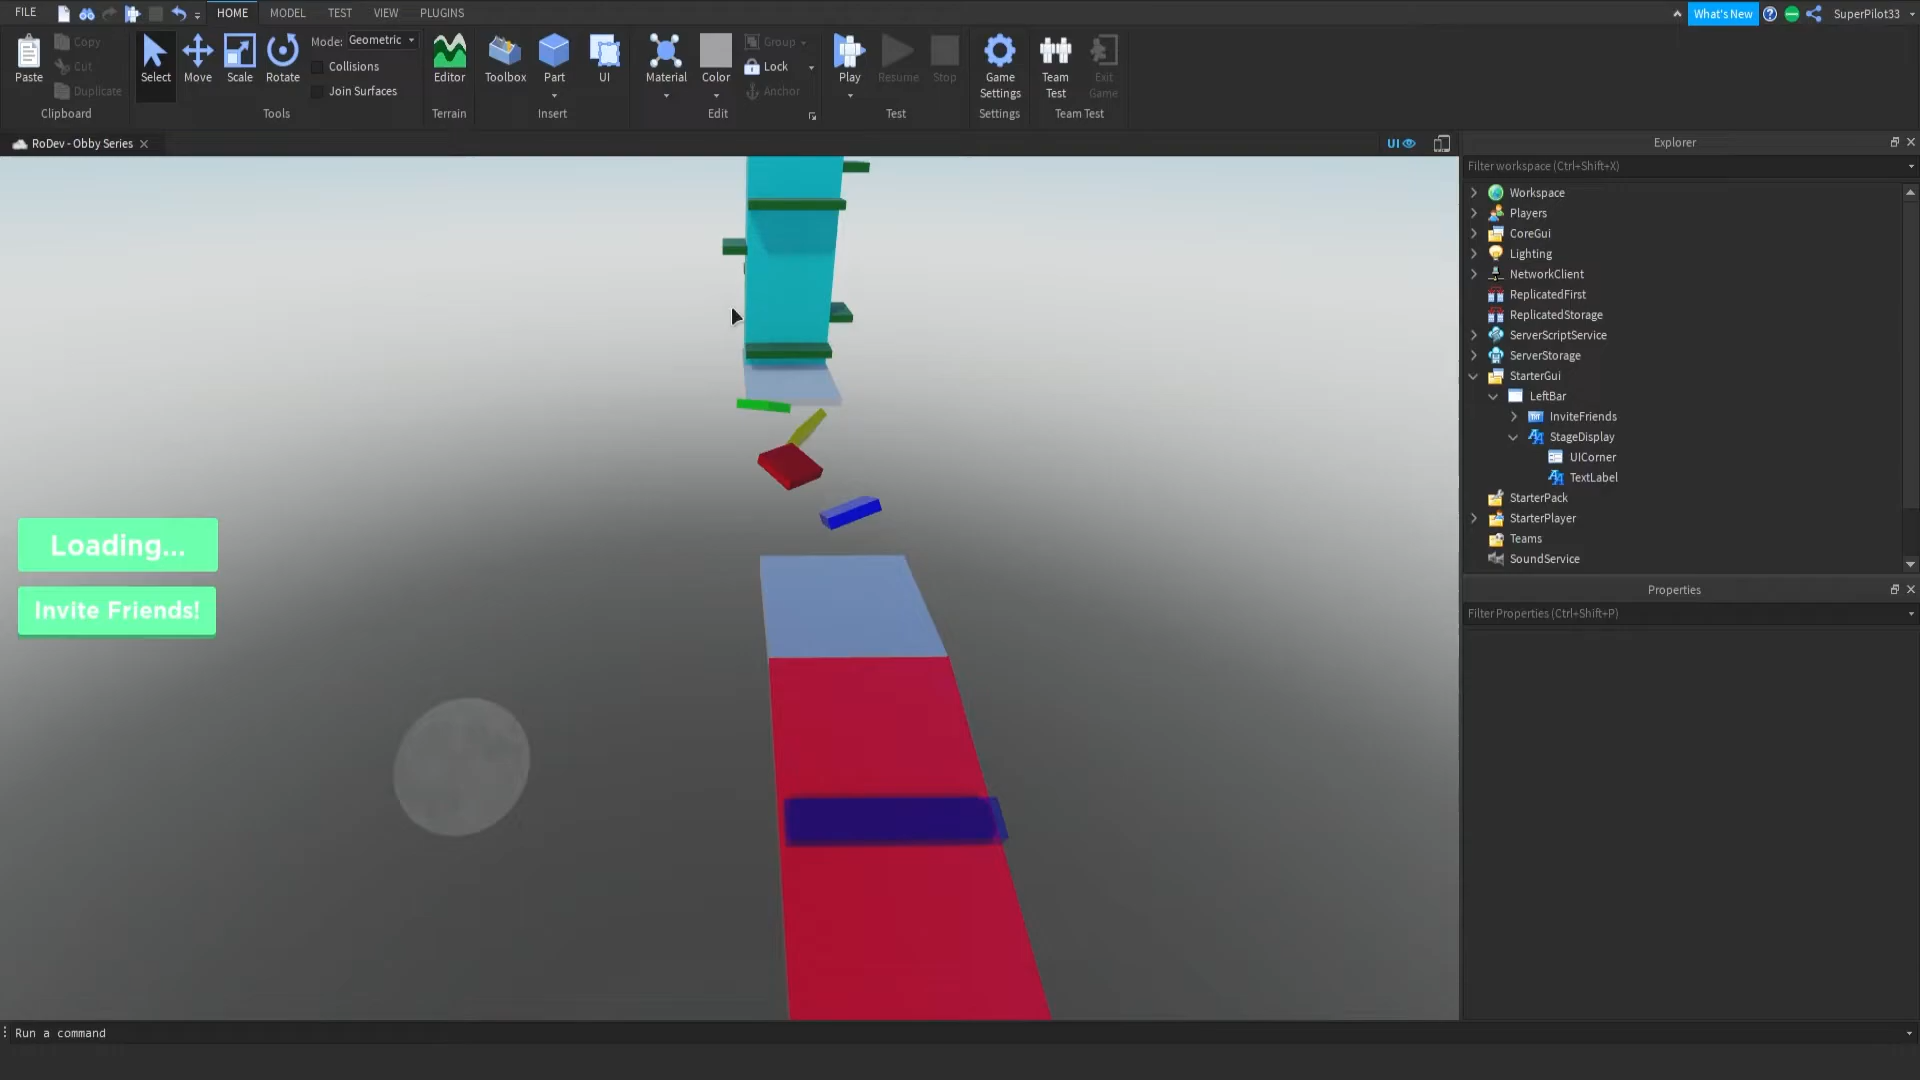 FILE HOME MODEL TEST VIEW PLUGINS What's New SuperPilot33
Paste
Copy
Cut
Duplicate
Clipboard
Select
Move
Scale
Rotate
Mode: Geometric
Collisions
Join Surfaces
Tools
Editor
Terrain
Toolbox
Part
UI
Insert
Material
Color
Group
Lock
Anchor
Edit
Play
Resume
Stop
Test
Game
Settings
Settings
Team
Test
Exit
Game
Team Test
RoDev - Obby Series
UI
Loading...
Invite Friends!
Explorer
Filter workspace (Ctrl+Shift+X)
Workspace
Players
CoreGui
Lighting
NetworkClient
ReplicatedFirst
ReplicatedStorage
ServerScriptService
ServerStorage
StarterGui
LeftBar
InviteFriends
StageDisplay
UICorner
TextLabel
StarterPack
StarterPlayer
Teams
SoundService
Properties
Filter Properties (Ctrl+Shift+P)
Run a command